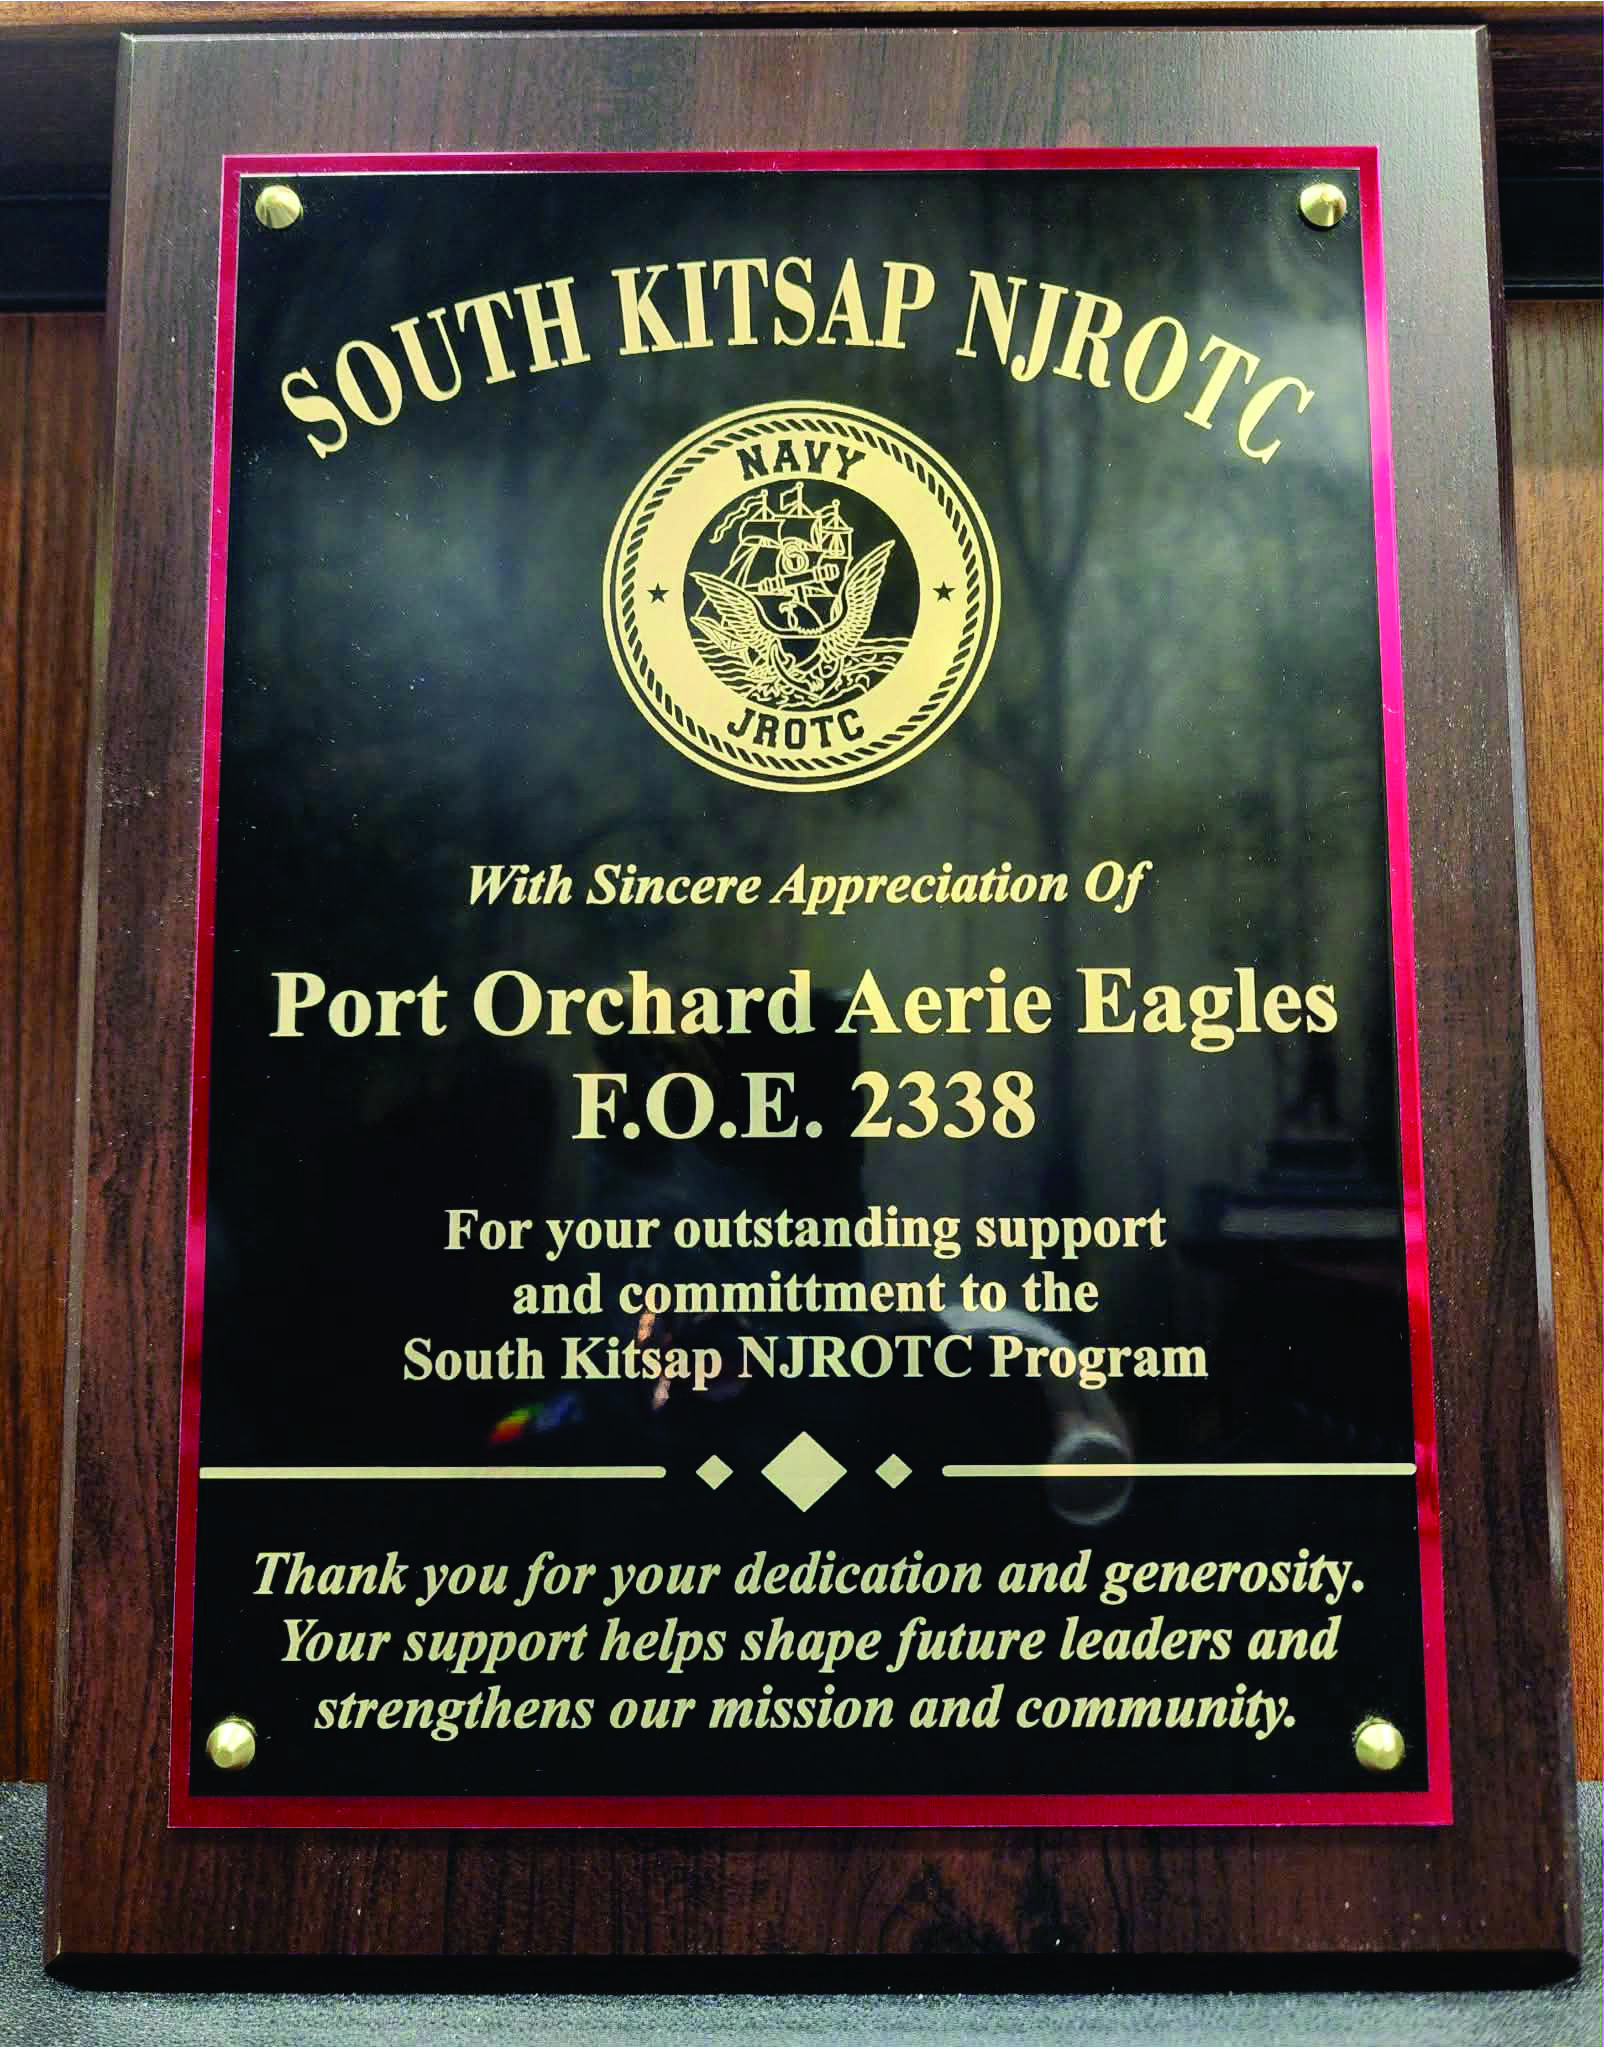 SOUTH KITSAP NJROTC
NAVY
JROTC
With Sincere Appreciation Of
Port Orchard Aerie Eagles
F.O.E. 2338
For your outstanding support
and committment to the
South Kitsap NJROTC Program
Thank you for your dedication and generosity.
Your support helps shape future leaders and
strengthens our mission and community.